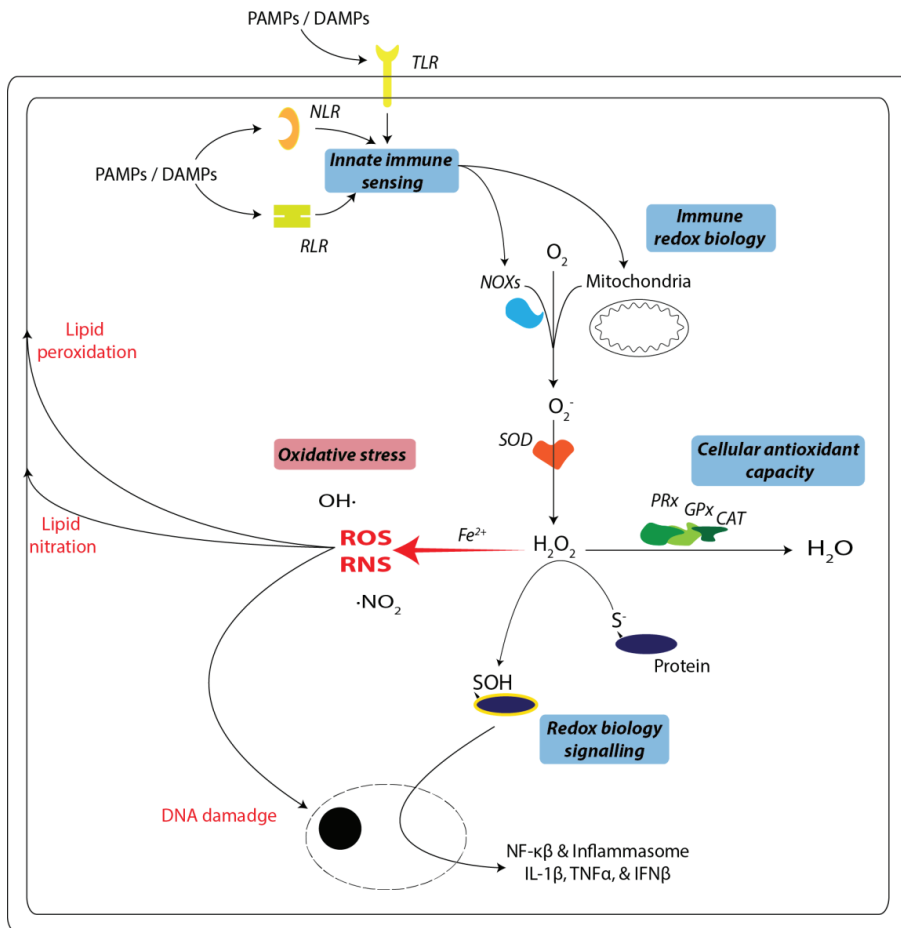 PAMPs / DAMPs
TLR
NLR
PAMPs / DAMPs
RLR
Innate immune
sensing
Immune
redox biology
O₂
NOXs
Mitochondria
O₂⁻
SOD
Lipid
peroxidation
Oxidative stress
Cellular antioxidant
capacity
OH·
PRx
GPx
CAT
ROS
RNS
Fe²⁺
H₂O₂
H₂O
Lipid
nitration
·NO₂
S⁻
Protein
SOH
Redox biology
signalling
DNA damadge
NF-κβ & Inflammasome
IL-1β, TNFα, & IFNβ